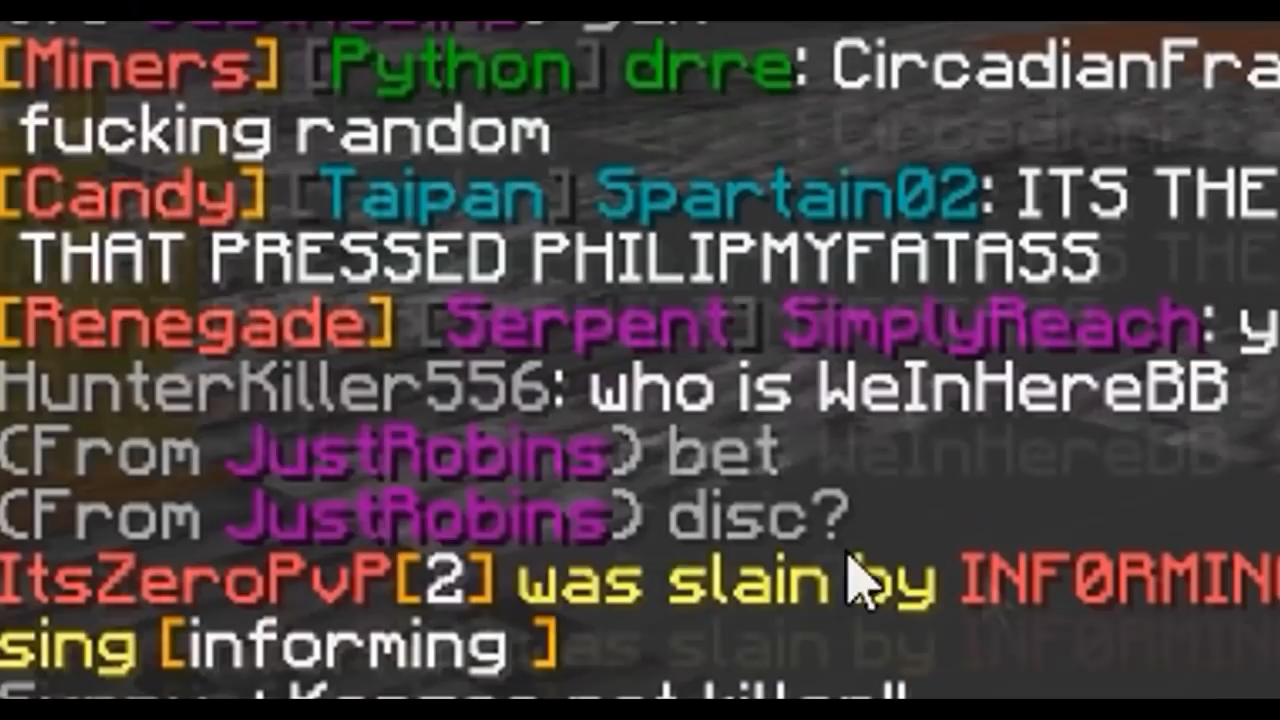 [Miners] [Python] drre: CircadianFra
fucking random
[Candy] [Taipan] Spartain02: ITS THE
THAT PRESSED PHILIPMYFATASS
[Renegade] [Serpent] SimplyReach: y
HunterKiller556: who is WeInHereBB
(From JustRobins) bet
(From JustRobins) disc?
ItsZeroPvP[2] was slain by INF0RMIN
sing [informing ]